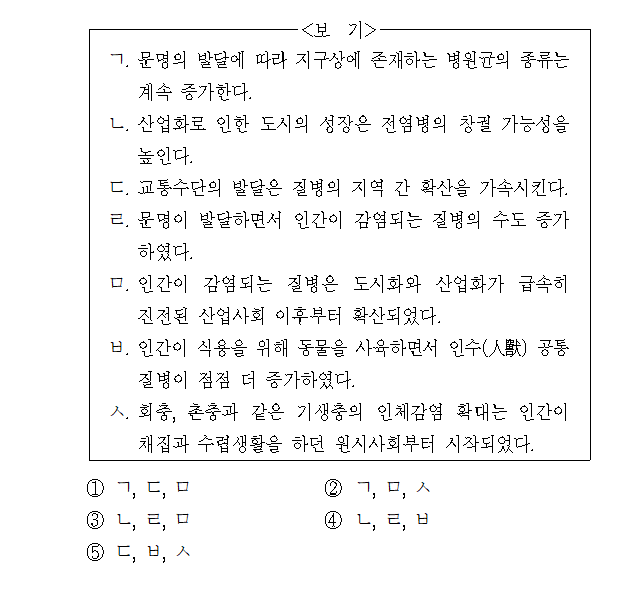 <보 기>
ㄱ. 문명의 발달에 따라 지구상에 존재하는 병원균의 종류는
계속 증가한다.
ㄴ. 산업화로 인한 도시의 성장은 전염병의 창궐 가능성을
높인다.
ㄷ. 교통수단의 발달은 질병의 지역 간 확산을 가속시킨다.
ㄹ. 문명이 발달하면서 인간이 감염되는 질병의 수도 증가
하였다.
ㅁ. 인간이 감염되는 질병은 도시화와 산업화가 급속히
진전된 산업사회 이후부터 확산되었다.
ㅂ. 인간이 식용을 위해 동물을 사육하면서 인수(人獸) 공통
질병이 점점 더 증가하였다.
ㅅ. 회충, 촌충과 같은 기생충의 인체감염 확대는 인간이
채집과 수렵생활을 하던 원시사회부터 시작되었다.
① ㄱ, ㄷ, ㅁ ② ㄱ, ㅁ, ㅅ
③ ㄴ, ㄹ, ㅁ ④ ㄴ, ㄹ, ㅂ
⑤ ㄷ, ㅂ, ㅅ